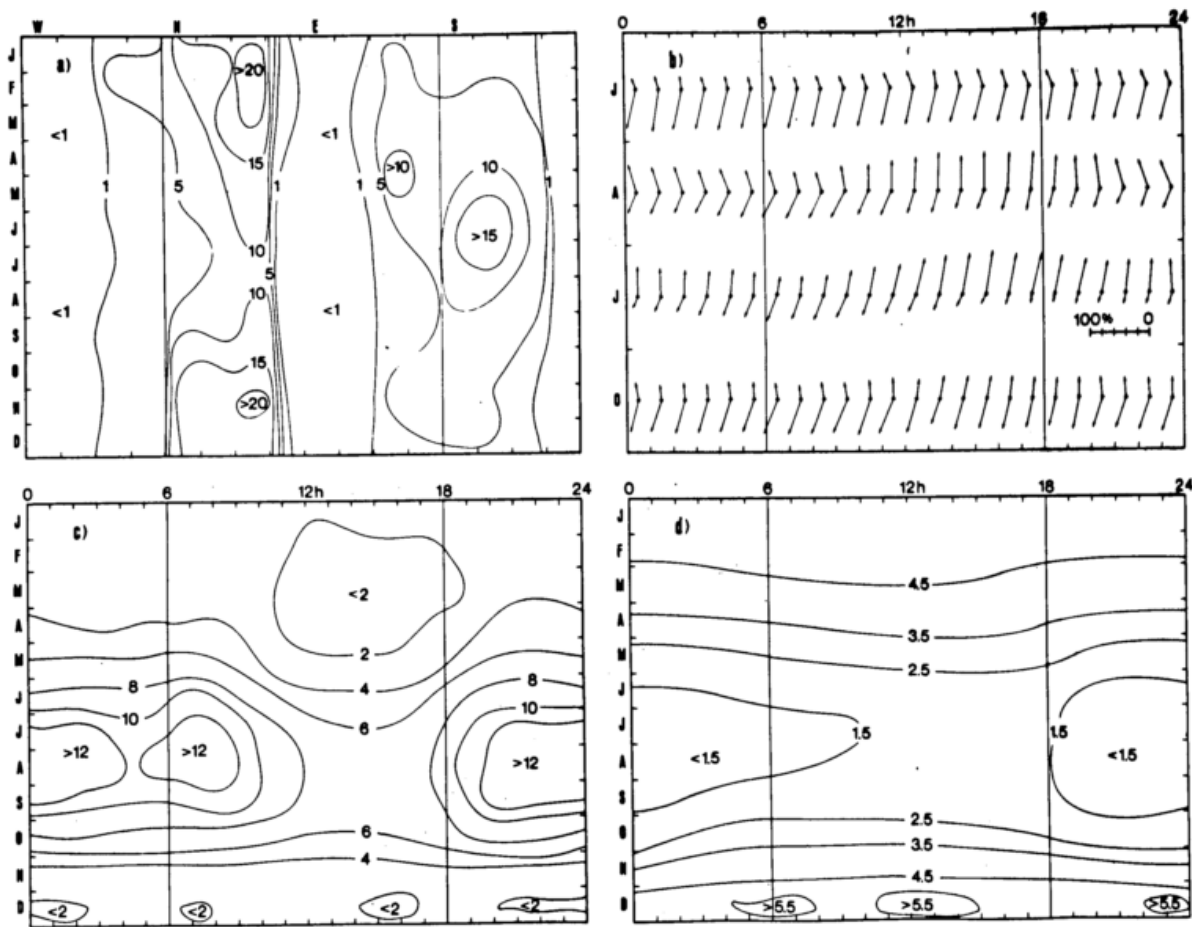 W N E S
a)
J
F
M
A
M
J
J
A
S
O
N
D
>20
<1
<1
15
>10
10
1 5 1 1 5 1
>15
10
5
10
<1
<1
15
>20
0 6 12h 18 24
b)
J
A
J
100% 0
D
0 6 12h 18 24
c)
J
F
M
A
M
J
J
A
S
O
N
D
<2
2
4
8 8
6
10 10
>12 >12 >12
6
4
<2 <2 <2 <2
0 6 12h 18 24
d)
J
F
M
A
M
J
J
A
S
O
N
D
4.5
3.5
2.5
1.5 1.5
<1.5 <1.5
2.5
3.5
4.5
>5.5 >5.5 >5.5